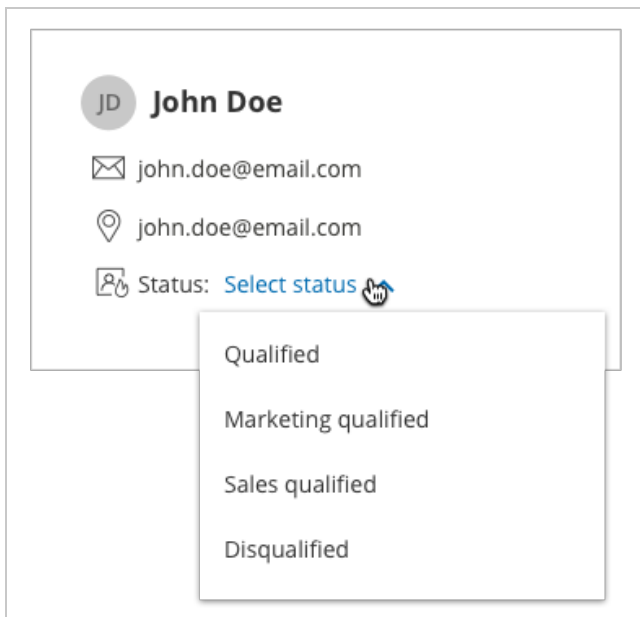 JD John Doe
john.doe@email.com
john.doe@email.com
Status: Select status
Qualified
Marketing qualified
Sales qualified
Disqualified